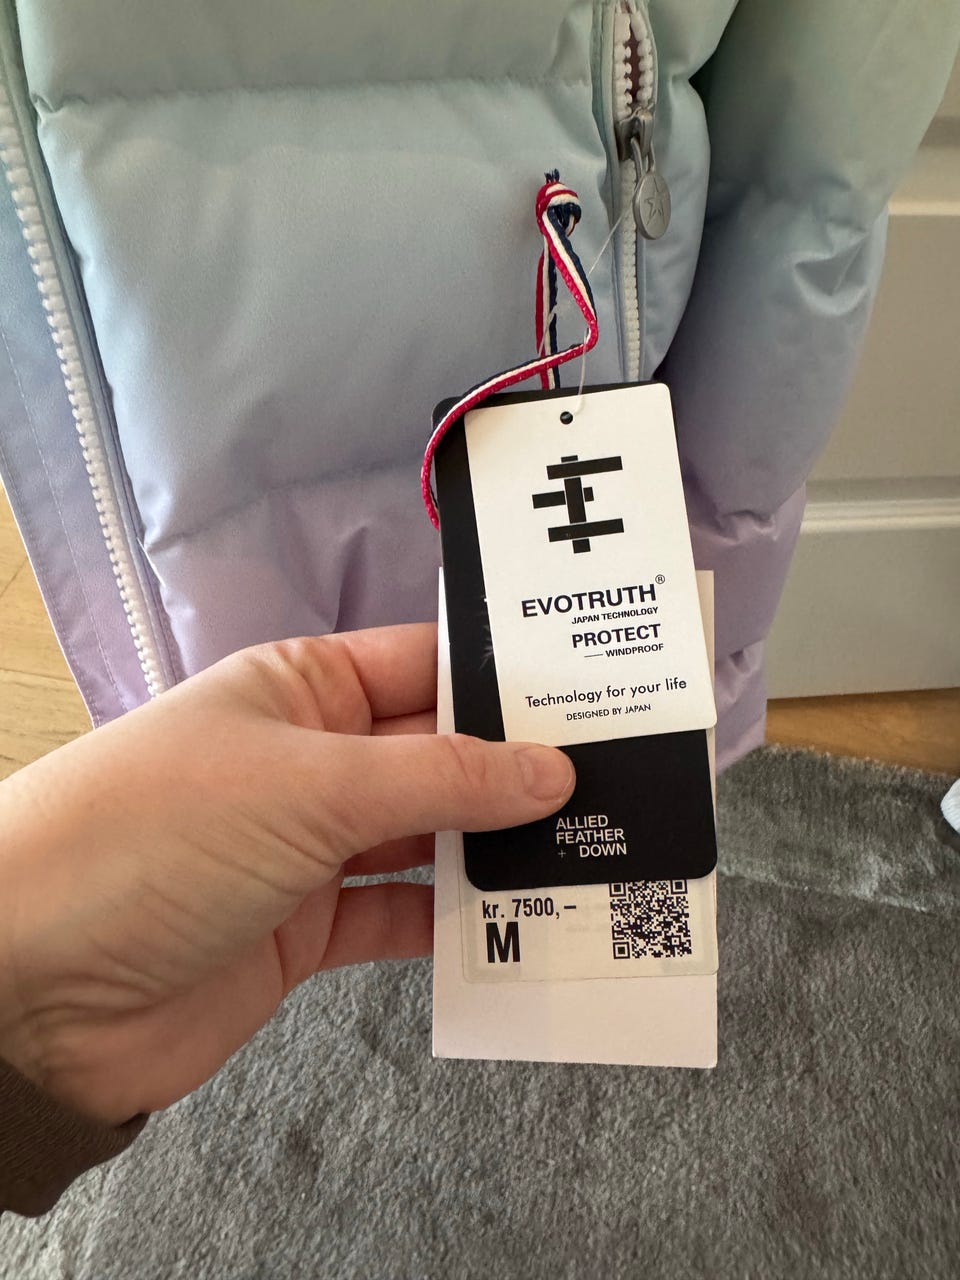 EVOTRUTH®
JAPAN TECHNOLOGY
PROTECT
WINDPROOF
Technology for your life
DESIGNED BY JAPAN
ALLIED
FEATHER
+ DOWN
kr. 7500,–
M